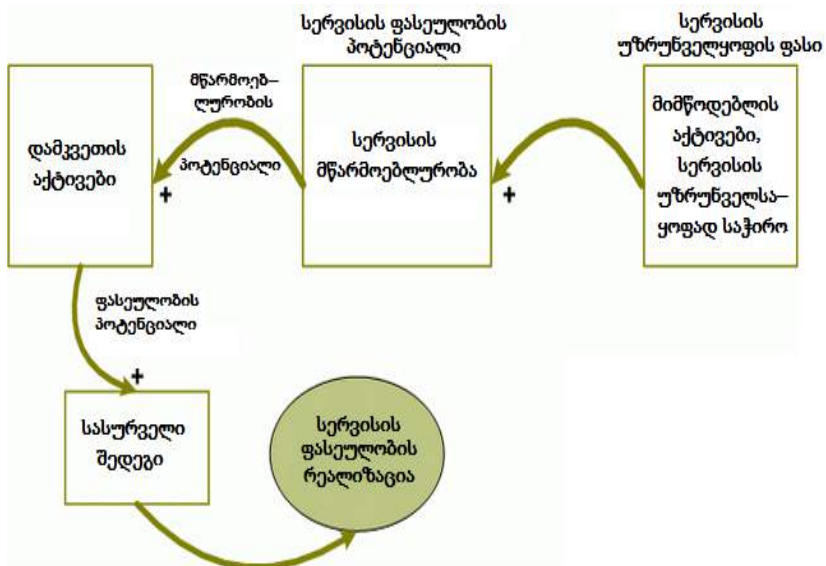 სერვისის ფასეულობის
პოტენციალი
სერვისის
უზრუნველყოფის ფასი
მწარმოებ–
ლურობის
პოტენციალი
დამკვეთის
აქტივები
+
სერვისის
მწარმოებლურობა
+
მიმწოდებლის
აქტივები,
სერვისის
უზრუნველსა–
ყოფად საჭირო
ფასეულობის
პოტენციალი
+
სასურველი
შედეგი
სერვისის
ფასეულობის
რეალიზაცია